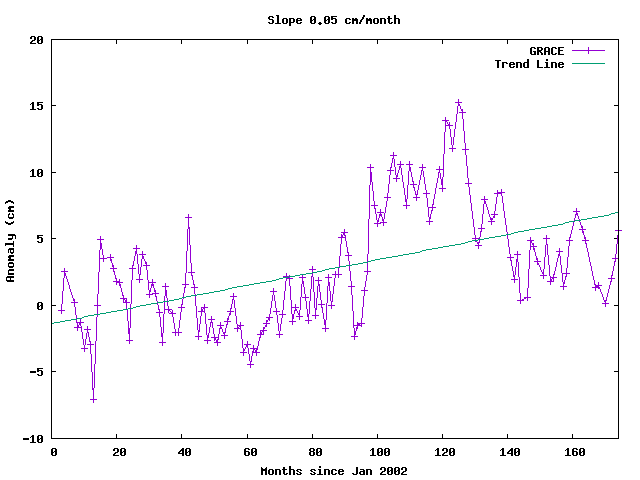 Slope 0.05 cm/month
GRACE
Trend Line
20
15
10
5
0
-5
-10
Anomaly (cm)
0 20 40 60 80 100 120 140 160
Months since Jan 2002